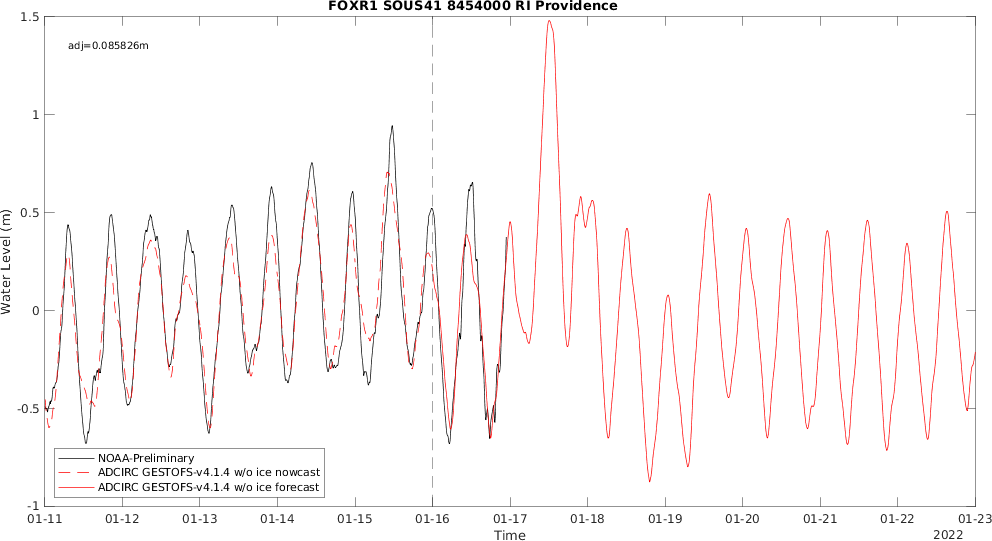 FOXR1 SOUS41 8454000 RI Providence
adj=0.085826m
Water Level (m)
1.5
1
0.5
0
-0.5
-1
NOAA-Preliminary
ADCIRC GESTOFS-v4.1.4 w/o ice nowcast
ADCIRC GESTOFS-v4.1.4 w/o ice forecast
01-11 01-12 01-13 01-14 01-15 01-16 01-17 01-18 01-19 01-20 01-21 01-22 01-23
Time
2022